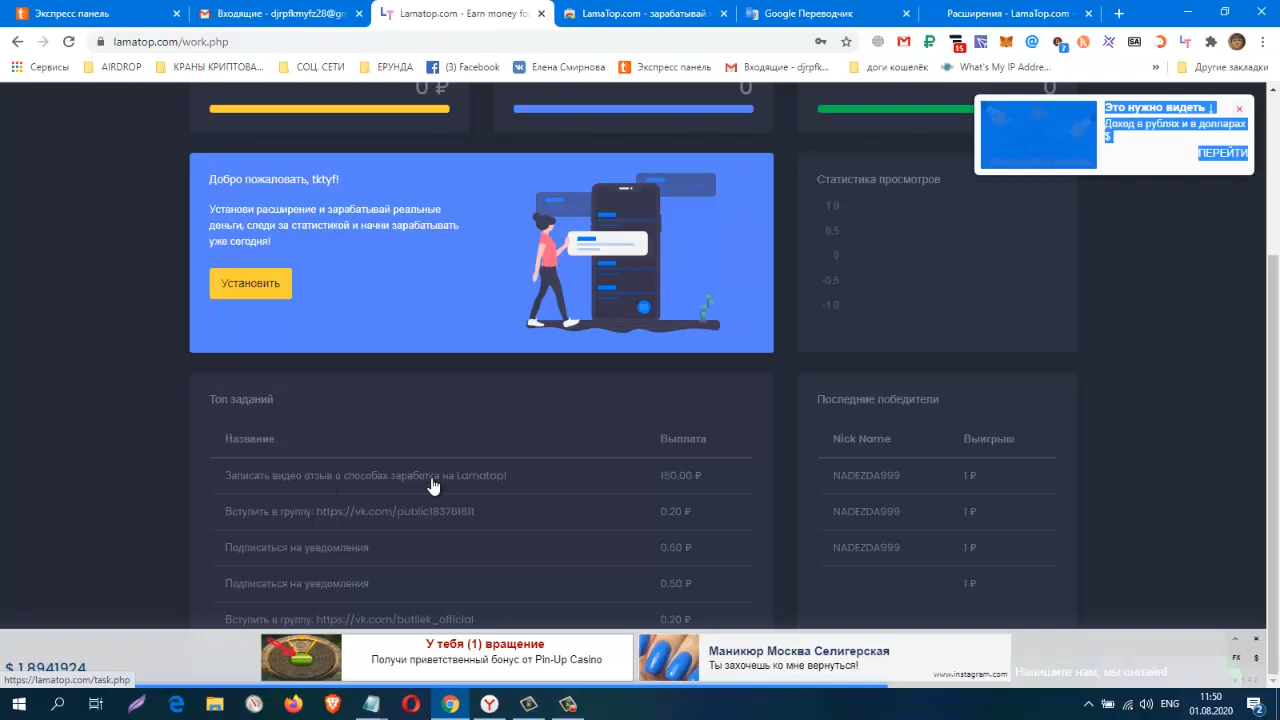 Экспресс панель
Входящие - djrpfkmyfz28@gm
LamaTop.com - Earn money for
LamaTop.com - зарабатывай
Google Переводчик
Расширения - LamaTop.com
lamatop.com/work.php
15
7
Сервисы
AIRDROP
КРАНЫ КРИПТОВА...
СОЦ. СЕТИ
ЕРУНДА
(3) Facebook
Елена Смирнова
Экспресс панель
Входящие - djrpfk...
доги кошелёк
What's My IP Address...
»
Другие закладки
0 ₽
0
0
Это нужно видеть ↓
Доход в рублях и в долларах
$
ПЕРЕЙТИ
Добро пожаловать, tktyf!
Установи расширение и зарабатывай реальные
деньги, следи за статистикой и начни зарабатывать
уже сегодня!
Установить
Статистика просмотров
1.0
0.5
0
-0.5
-1.0
Топ заданий
Название
Выплата
Записать видео отзыв о способах заработка на Lamatop!
150.00 ₽
Вступить в группу: https://vk.com/public183761611
0.20 ₽
Подписаться на уведомления
0.50 ₽
Подписаться на уведомления
0.50 ₽
Вступить в группу: https://vk.com/butilek_official
0.20 ₽
Последние победители
Nick Name
Выигрыш
NADEZDA999
1 ₽
NADEZDA999
1 ₽
NADEZDA999
1 ₽
1 ₽
У тебя (1) вращение
Получи приветственный бонус от Pin-Up Casino
Маникюр Москва Селигерская
Ты захочешь ко мне вернуться!
www.instagram.com
FX
$
$ 1.8941924
Напишите нам, мы онлайн!
https://lamatop.com/task.php
ENG
11:50
01.08.2020
2